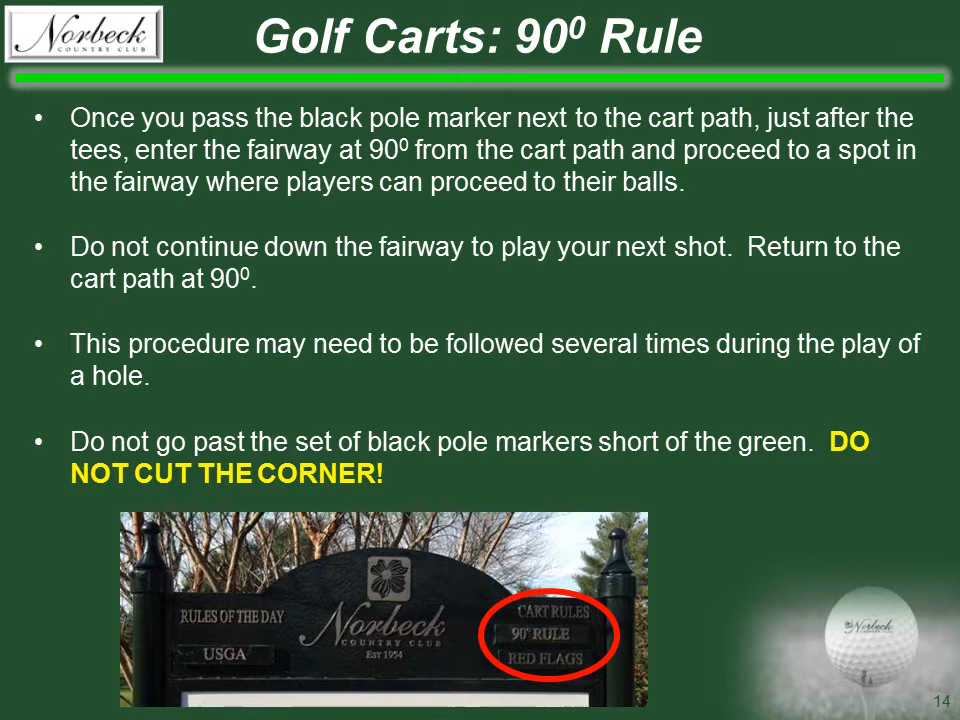 Norbeck
COUNTRY CLUB
Golf Carts: 90⁰ Rule
• Once you pass the black pole marker next to the cart path, just after the
tees, enter the fairway at 90⁰ from the cart path and proceed to a spot in
the fairway where players can proceed to their balls.
• Do not continue down the fairway to play your next shot.  Return to the
cart path at 90⁰.
• This procedure may need to be followed several times during the play of
a hole.
• Do not go past the set of black pole markers short of the green.  DO
NOT CUT THE CORNER!
RULES OF THE DAY
USGA
Norbeck
COUNTRY CLUB
EST 1954
CART RULES
90° RULE
RED FLAGS
Norbeck
COUNTRY CLUB
14